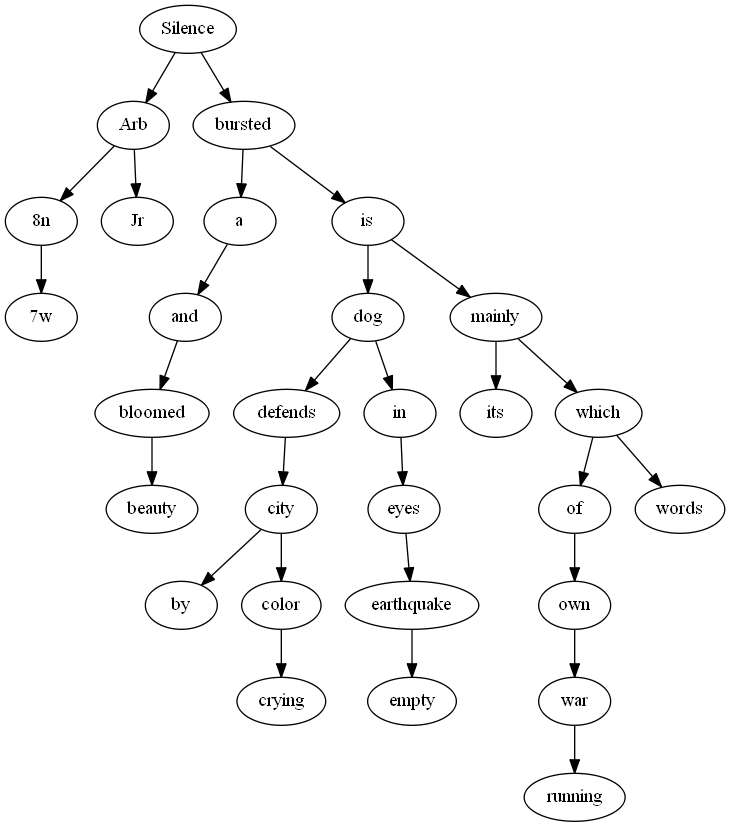 Silence
Arb bursted
8n Jr a is
7w and dog mainly
bloomed defends in its which
beauty city eyes of words
by color earthquake own
crying empty war
running